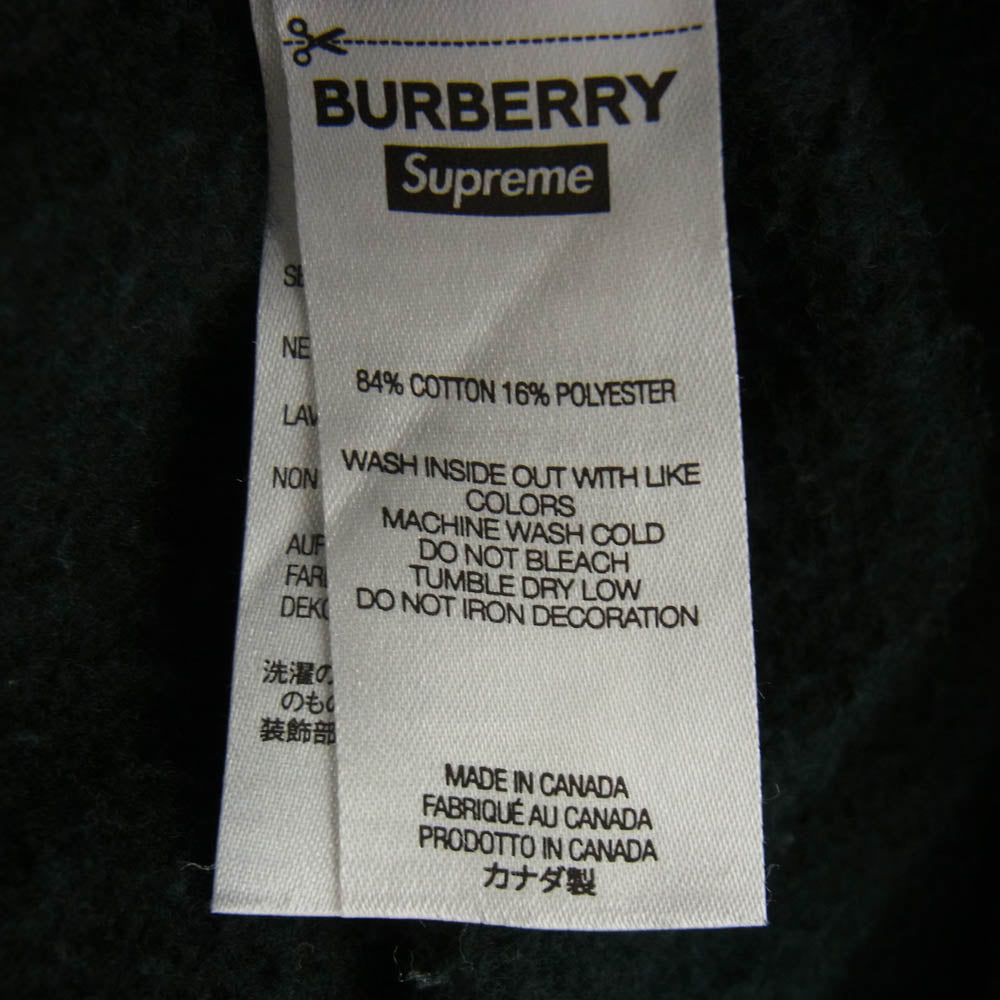 BURBERRY
Supreme
84% COTTON 16% POLYESTER
WASH INSIDE OUT WITH LIKE
COLORS
MACHINE WASH COLD
DO NOT BLEACH
TUMBLE DRY LOW
DO NOT IRON DECORATION
MADE IN CANADA
FABRIQUÉ AU CANADA
PRODOTTO IN CANADA
カナダ製
NON
洗濯の
のもの
装飾部